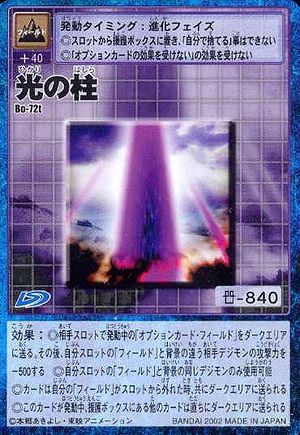 フィールド
+40
発動タイミング：進化フェイズ
◎スロットから援護ボックスに置き、「自分で捨てる」事はできない
◎「オプションカードの効果を受けない」の効果を受けない
ひかり はしら
光の柱
Bo-72t
-840
こうか
効果：◎相手スロットで発動中の「オプションカード・フィールド」をダークエリア
に送る。その後、自分スロットの「フィールド」と背景の違う相手デジモンの攻撃力を
−500する ◎自分スロットの「フィールド」と背景の同じデジモンのみ使用可能
◎カードは自分の「フィールド」がスロットから外れた時、共にダークエリアに送られる
◎このカードが発動中、援護ボックスにある他のカードは直ちにダークエリアに送られる
©本郷あきよし・東映アニメーション BANDAI 2002 MADE IN JAPAN